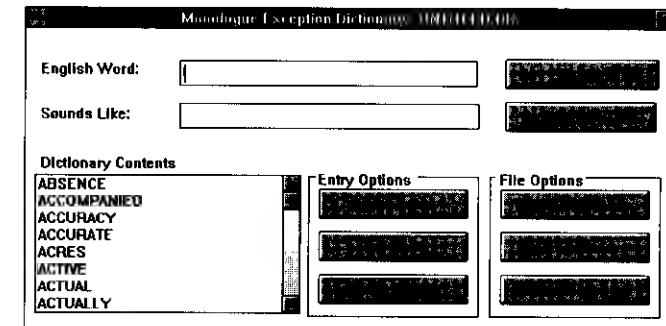 Monologue Exception Dictionary:
English Word:
Sounds Like:
Dictionary Contents
ABSENCE
ACCOMPANIED
ACCURACY
ACCURATE
ACRES
ACTIVE
ACTUAL
ACTUALLY
Entry Options
File Options